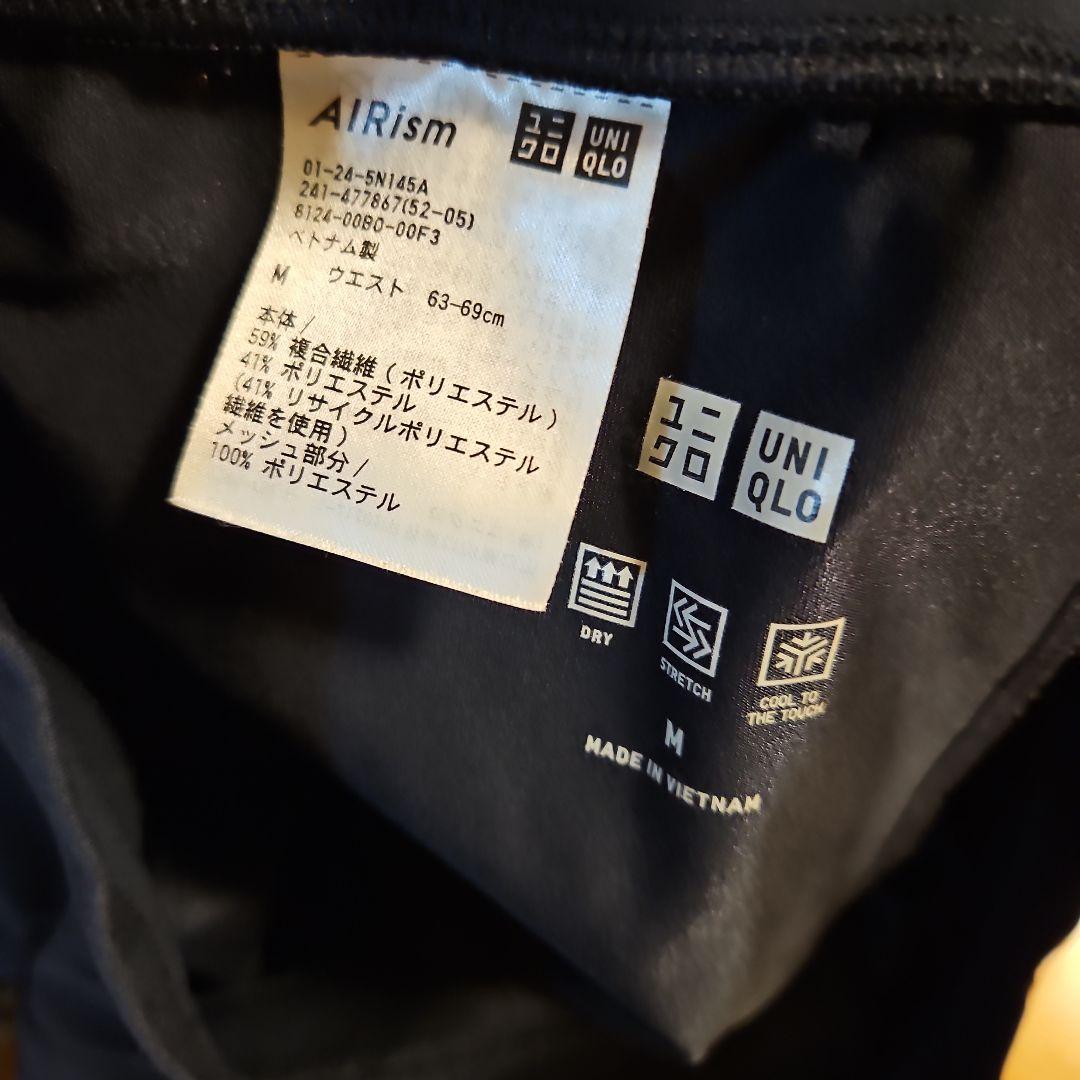 AIRism
ユニクロ
UNIQLO
01-24-5N145A
241-477867(52-05)
8124-00B0-00F3
ベトナム製
M ウエスト 63-69cm
本体/
59% 複合繊維(ポリエステル)
41% ポリエステル
(41% リサイクルポリエステル
繊維を使用)
メッシュ部分/
100% ポリエステル
ユニクロ
UNIQLO
DRY
STRETCH
COOL TO
THE TOUCH
M
MADE IN VIETNAM